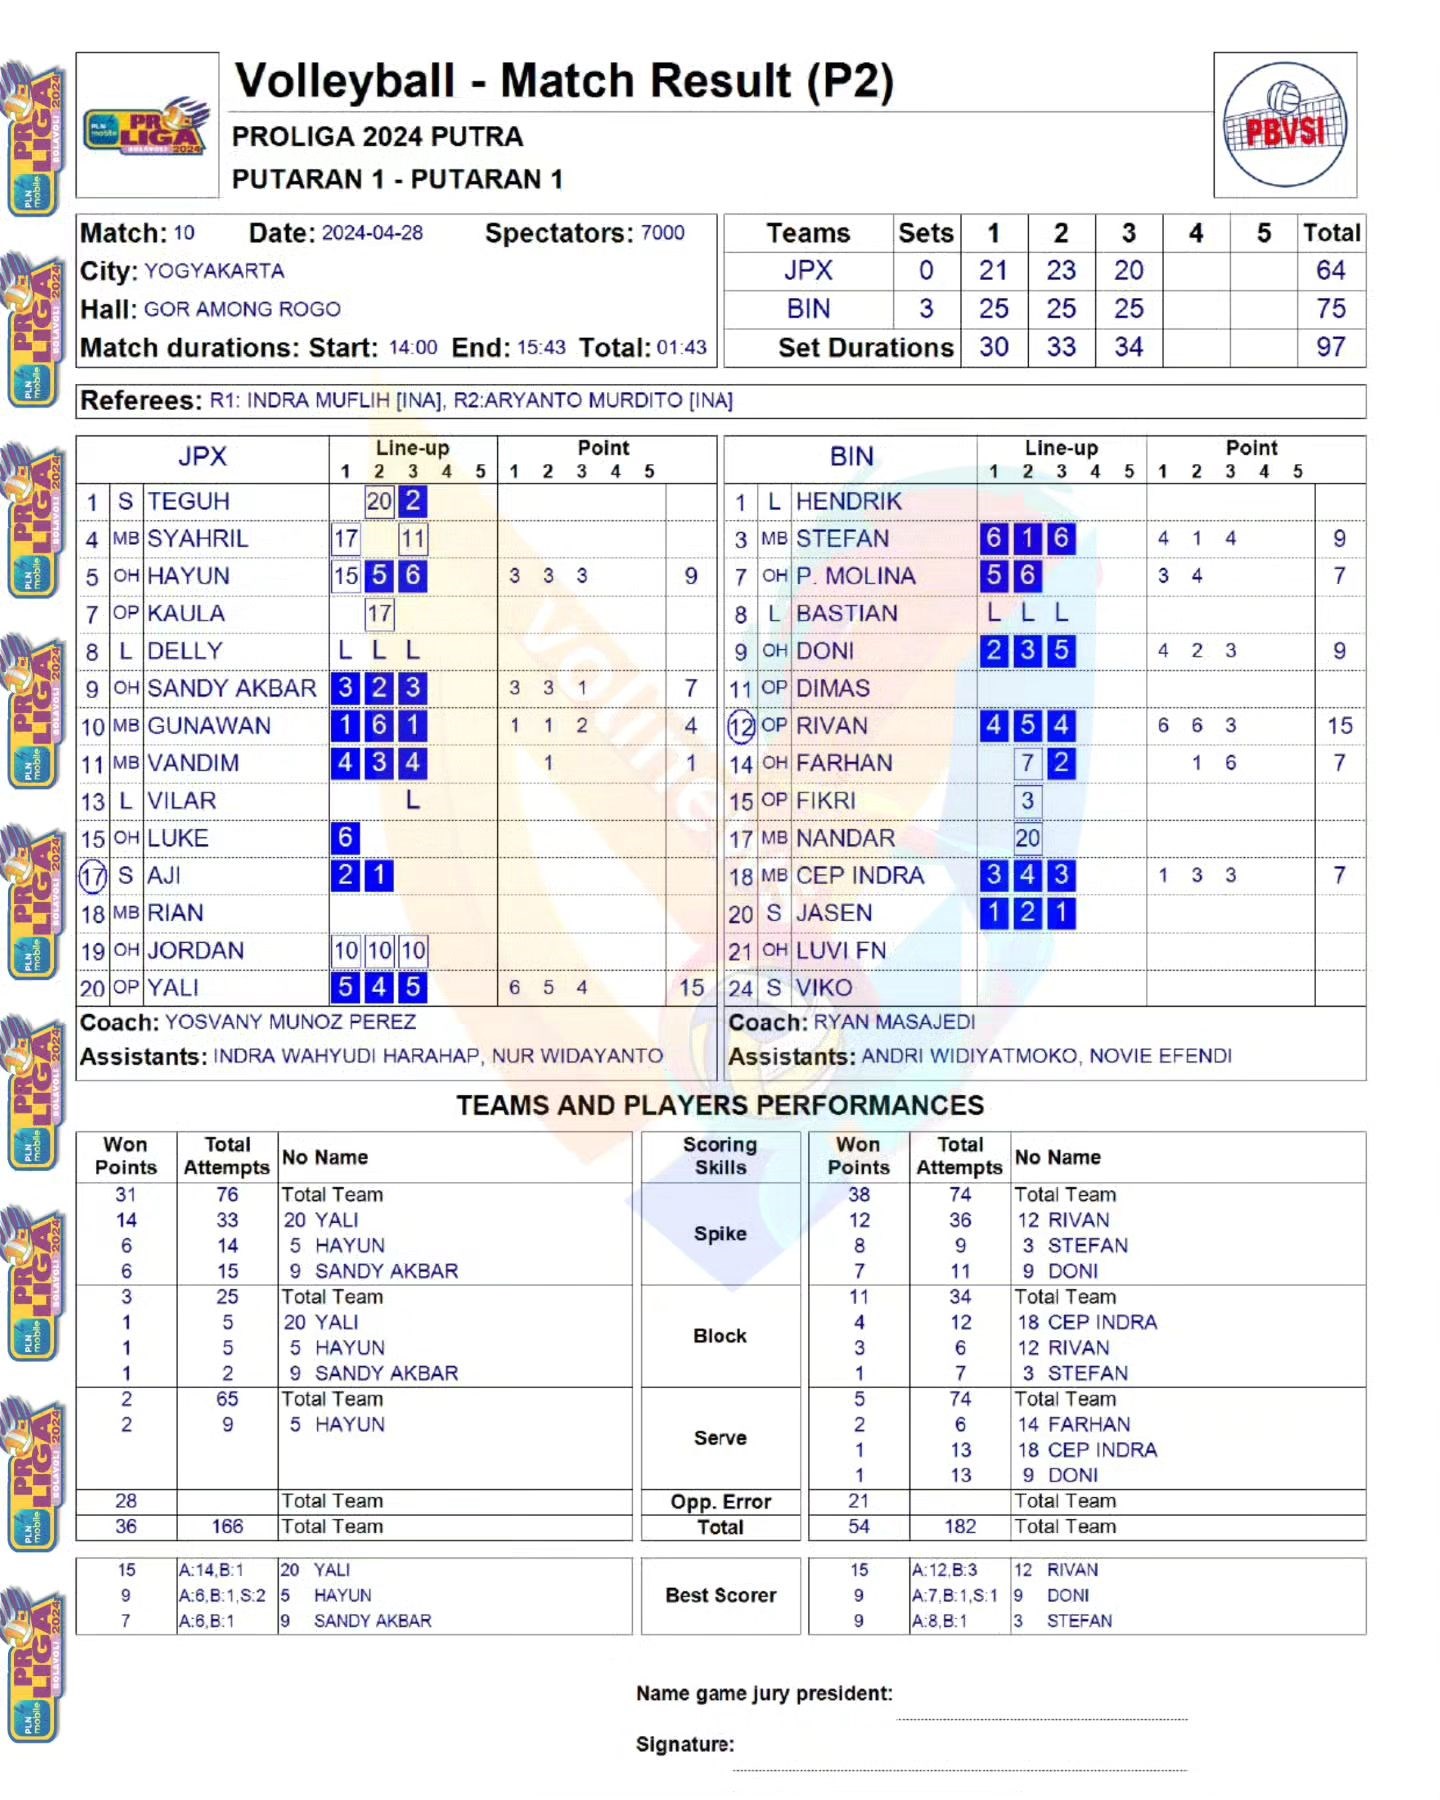 Volleyball - Match Result (P2)
PROLIGA 2024 PUTRA
PUTARAN 1 - PUTARAN 1
PLN mobile PROLIGA BOLAVOLI 2024
PBVSI
Match: 10 Date: 2024-04-28 Spectators: 7000
City: YOGYAKARTA
Hall: GOR AMONG ROGO
Match durations: Start: 14:00 End: 15:43 Total: 01:43
Teams Sets 1 2 3 4 5 Total
JPX 0 21 23 20 64
BIN 3 25 25 25 75
Set Durations 30 33 34 97
Referees: R1: INDRA MUFLIH [INA], R2:ARYANTO MURDITO [INA]
JPX Line-up Point
1 2 3 4 5 1 2 3 4 5
1 S TEGUH 20 2
4 MB SYAHRIL 17 11
5 OH HAYUN 15 5 6 3 3 3 9
7 OP KAULA 17
8 L DELLY L L L
9 OH SANDY AKBAR 3 2 3 3 3 1 7
10 MB GUNAWAN 1 6 1 1 1 2 4
11 MB VANDIM 4 3 4 1 1
13 L VILAR L
15 OH LUKE 6
17 S AJI 2 1
18 MB RIAN
19 OH JORDAN 10 10 10
20 OP YALI 5 4 5 6 5 4 15
Coach: YOSVANY MUNOZ PEREZ
Assistants: INDRA WAHYUDI HARAHAP, NUR WIDAYANTO
BIN Line-up Point
1 2 3 4 5 1 2 3 4 5
1 L HENDRIK
3 MB STEFAN 6 1 6 4 1 4 9
7 OH P. MOLINA 5 6 3 4 7
8 L BASTIAN L L L
9 OH DONI 2 3 5 4 2 3 9
11 OP DIMAS
12 OP RIVAN 4 5 4 6 6 3 15
14 OH FARHAN 7 2 1 6 7
15 OP FIKRI 3
17 MB NANDAR 20
18 MB CEP INDRA 3 4 3 1 3 3 7
20 S JASEN 1 2 1
21 OH LUVI FN
24 S VIKO
Coach: RYAN MASAJEDI
Assistants: ANDRI WIDIYATMOKO, NOVIE EFENDI
TEAMS AND PLAYERS PERFORMANCES
Won Points Total Attempts No Name Scoring Skills Won Points Total Attempts No Name
31 76 Total Team Spike 38 74 Total Team
14 33 20 YALI 12 36 12 RIVAN
6 14 5 HAYUN 8 9 3 STEFAN
6 15 9 SANDY AKBAR 7 11 9 DONI
3 25 Total Team Block 11 34 Total Team
1 5 20 YALI 4 12 18 CEP INDRA
1 5 5 HAYUN 3 6 12 RIVAN
1 2 9 SANDY AKBAR 1 7 3 STEFAN
2 65 Total Team Serve 5 74 Total Team
2 9 5 HAYUN 2 6 14 FARHAN
1 13 18 CEP INDRA
1 13 9 DONI
28 Total Team Opp. Error 21 Total Team
36 166 Total Team Total 54 182 Total Team
15 A:14,B:1 20 YALI Best Scorer 15 A:12,B:3 12 RIVAN
9 A:6,B:1,S:2 5 HAYUN 9 A:7,B:1,S:1 9 DONI
7 A:6,B:1 9 SANDY AKBAR 9 A:8,B:1 3 STEFAN
Name game jury president:
Signature: